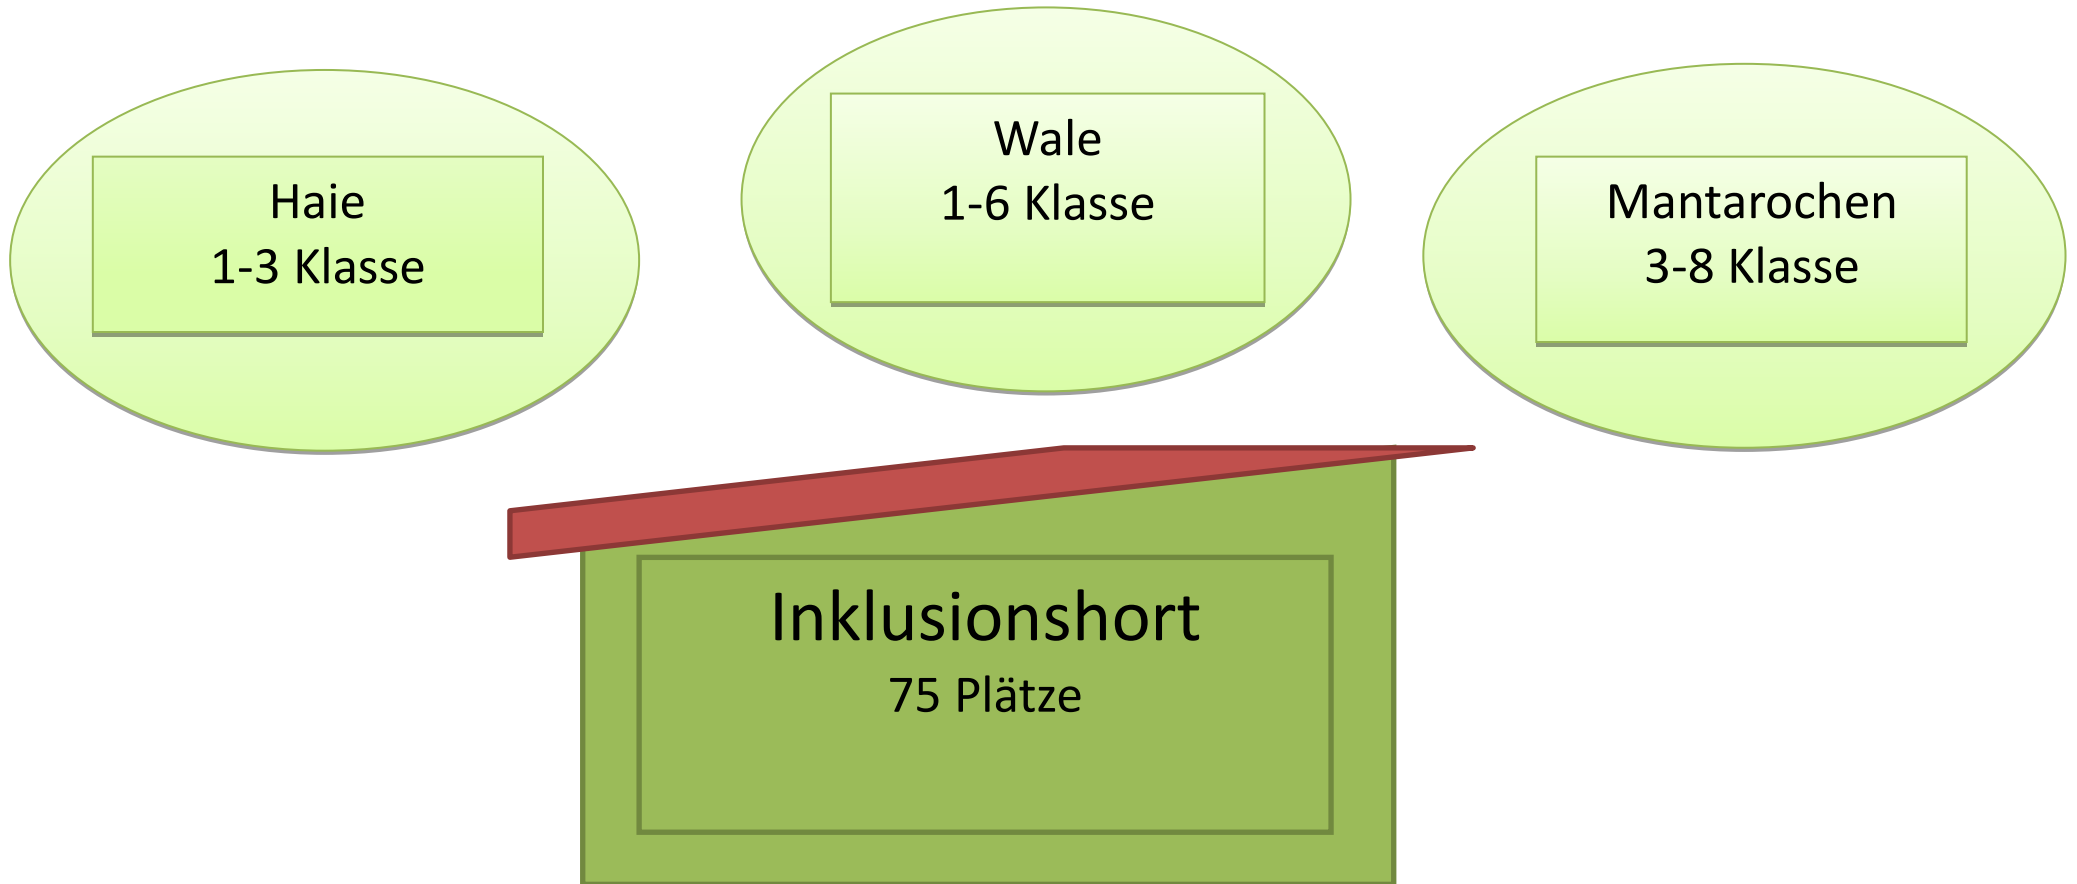 Haie
1-3 Klasse
Wale
1-6 Klasse
Mantarochen
3-8 Klasse
Inklusionshort
75 Plätze